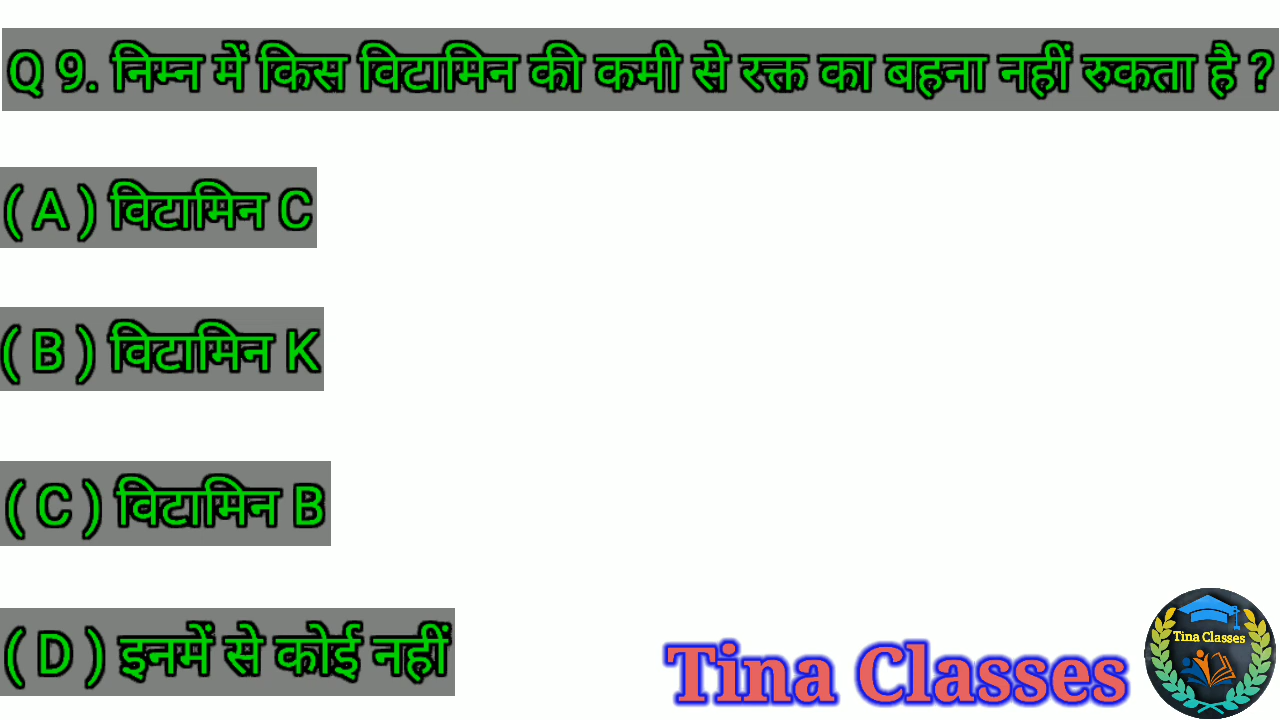 Q 9. निम्न में किस विटामिन की कमी से रक्त का बहना नहीं रुकता है ?
( A ) विटामिन C
( B ) विटामिन K
( C ) विटामिन B
( D ) इनमें से कोई नहीं
Tina Classes
Tina Classes